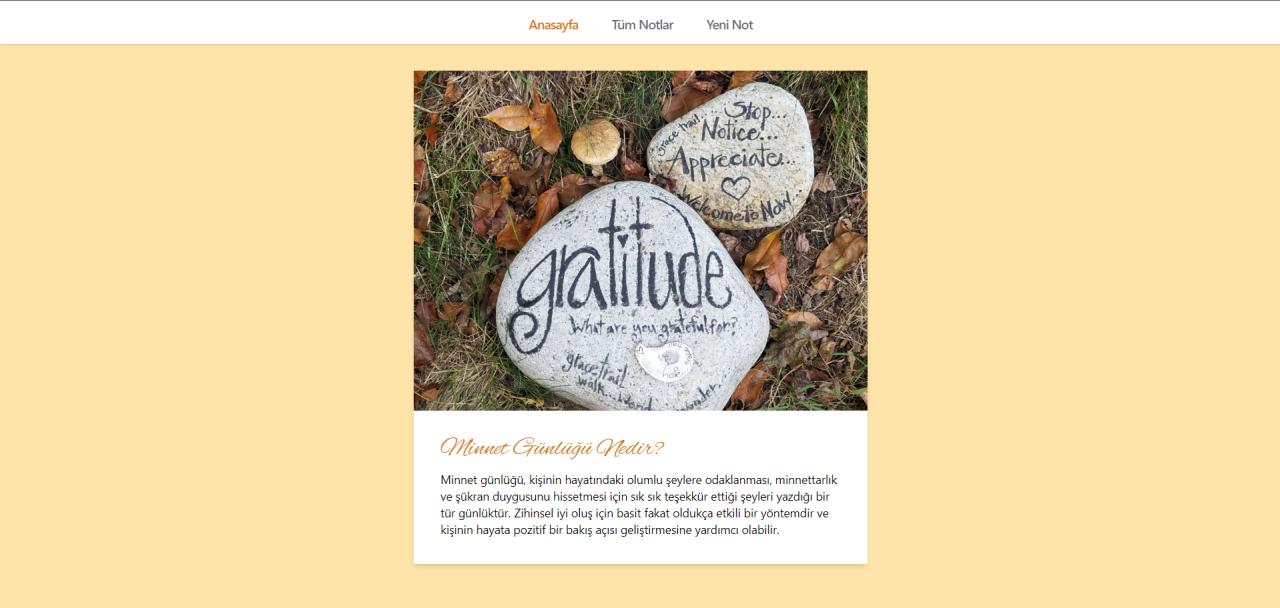 Anasayfa Tüm Notlar Yeni Not
Stop...
grace trail
Notice...
Appreciate...
Welcome to Now
gratitude
What are you grateful for?
grace trail
walk...
Minnet Günlüğü Nedir?
Minnet günlüğü, kişinin hayatındaki olumlu şeylere odaklanması, minnettarlık
ve şükran duygusunu hissetmesi için sık sık teşekkür ettiği şeyleri yazdığı bir
tür günlüktür. Zihinsel iyi oluş için basit fakat oldukça etkili bir yöntemdir ve
kişinin hayata pozitif bir bakış açısı geliştirmesine yardımcı olabilir.